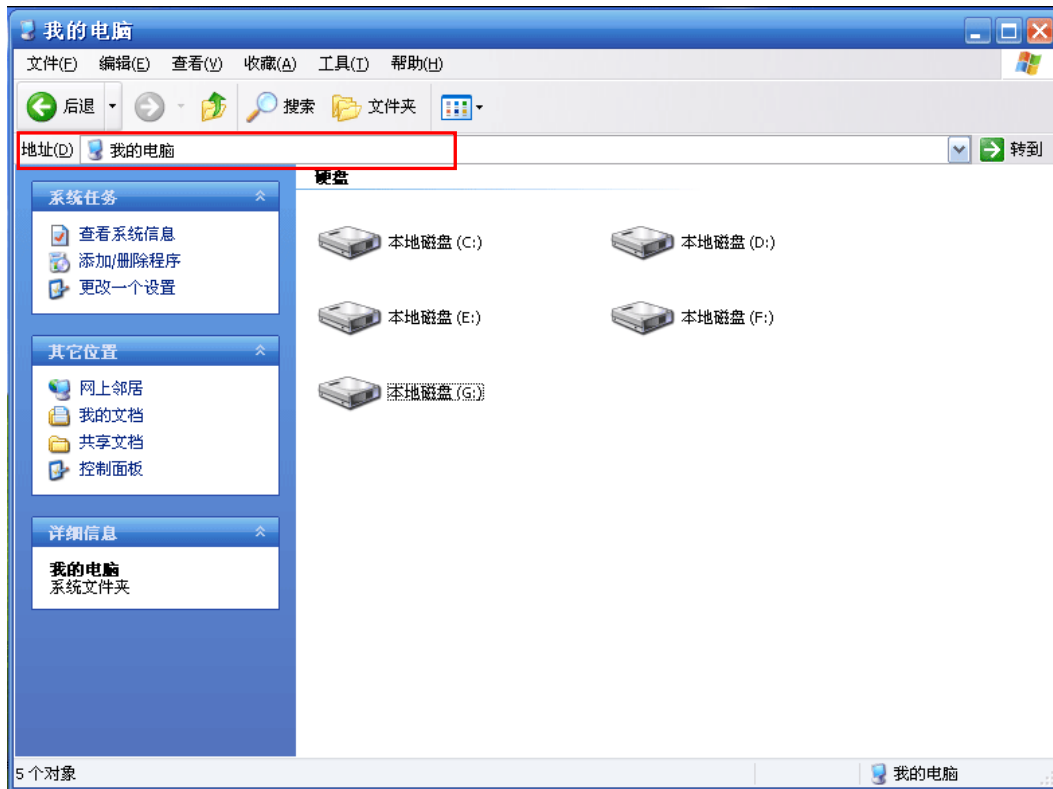 我的电脑
文件(F) 编辑(E) 查看(V) 收藏(A) 工具(T) 帮助(H)
后退 搜索 文件夹
地址(D) 我的电脑 转到
系统任务
查看系统信息
添加/删除程序
更改一个设置
其它位置
网上邻居
我的文档
共享文档
控制面板
详细信息
我的电脑
系统文件夹
硬盘
本地磁盘 (C:) 本地磁盘 (D:)
本地磁盘 (E:) 本地磁盘 (F:)
本地磁盘 (G:)
5 个对象 我的电脑